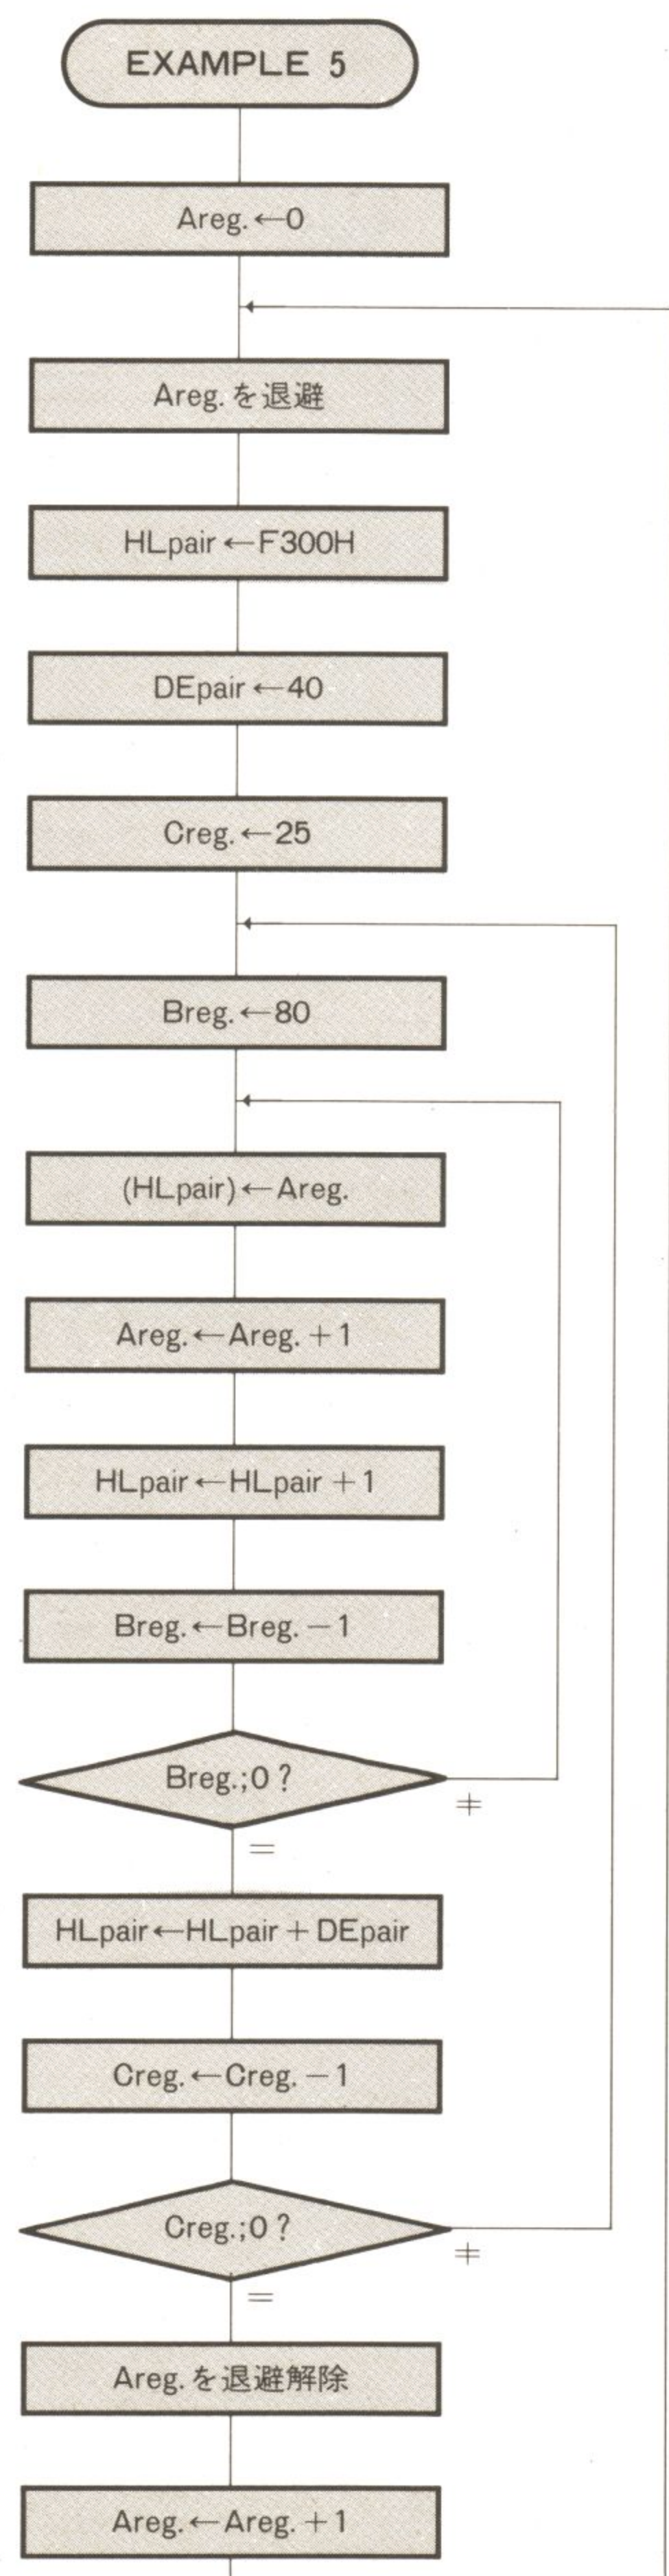 EXAMPLE 5
Areg.←0
Areg.を退避
HLpair←F300H
DEpair←40
Creg.←25
Breg.←80
(HLpair)←Areg.
Areg.←Areg.+1
HLpair←HLpair+1
Breg.←Breg.−1
Breg.;0?
≠
=
HLpair←HLpair+DEpair
Creg.←Creg.−1
Creg.;0?
≠
=
Areg.を退避解除
Areg.←Areg.+1